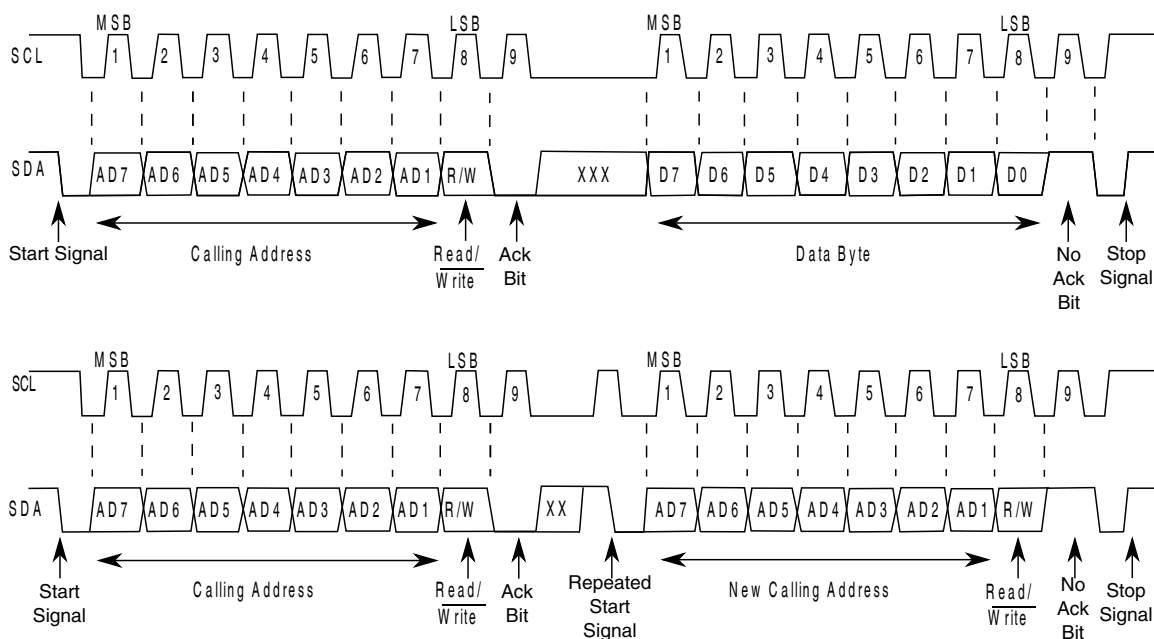 MSB LSB MSB LSB
SCL 1 2 3 4 5 6 7 8 9 1 2 3 4 5 6 7 8 9
SDA AD7 AD6 AD5 AD4 AD3 AD2 AD1 R/W XXX D7 D6 D5 D4 D3 D2 D1 D0
Start Signal Calling Address Read/ Ack Data Byte No Stop
Write Bit Ack Signal
Bit
MSB LSB MSB LSB
SCL 1 2 3 4 5 6 7 8 9 1 2 3 4 5 6 7 8 9
SDA AD7 AD6 AD5 AD4 AD3 AD2 AD1 R/W XX AD7 AD6 AD5 AD4 AD3 AD2 AD1 R/W
Start Calling Address Read/ Ack Repeated New Calling Address Read/ No Stop
Signal Write Bit Start Write Ack Signal
Signal Bit